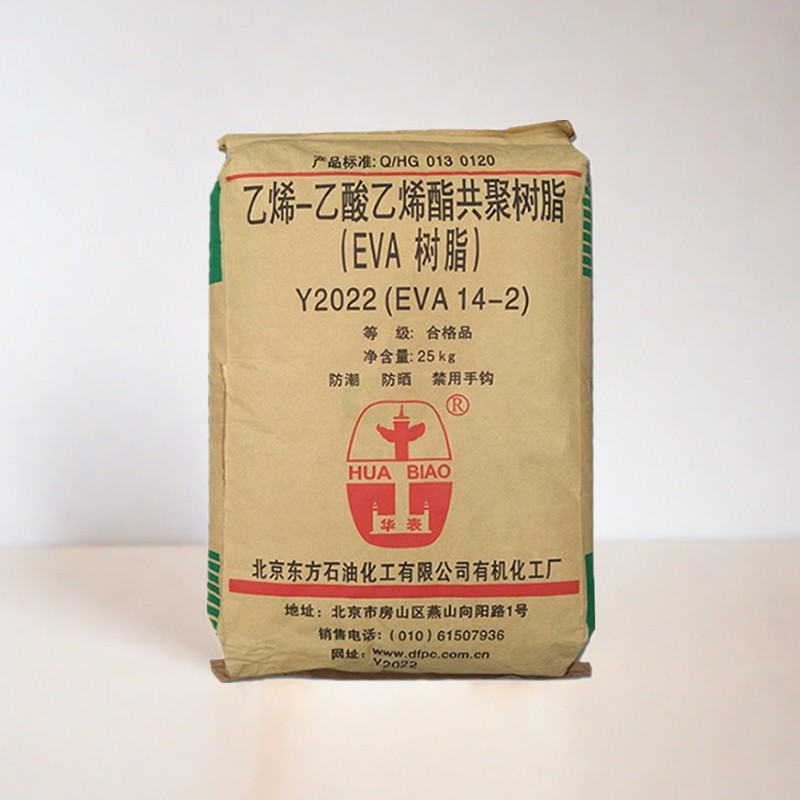 产品标准:Q/HG 013 0120
乙烯-乙酸乙烯酯共聚树脂
(EVA 树脂)
Y2022(EVA 14-2)
等 级: 合格品
净含量:25kg
防潮 防晒 禁用手钩
®
HUA BIAO
华表
北京东方石油化工有限公司有机化工厂
地址: 北京市房山区燕山向阳路1号
销售电话:(010)61507936
网址: www.dfpc.com.cn
Y2022